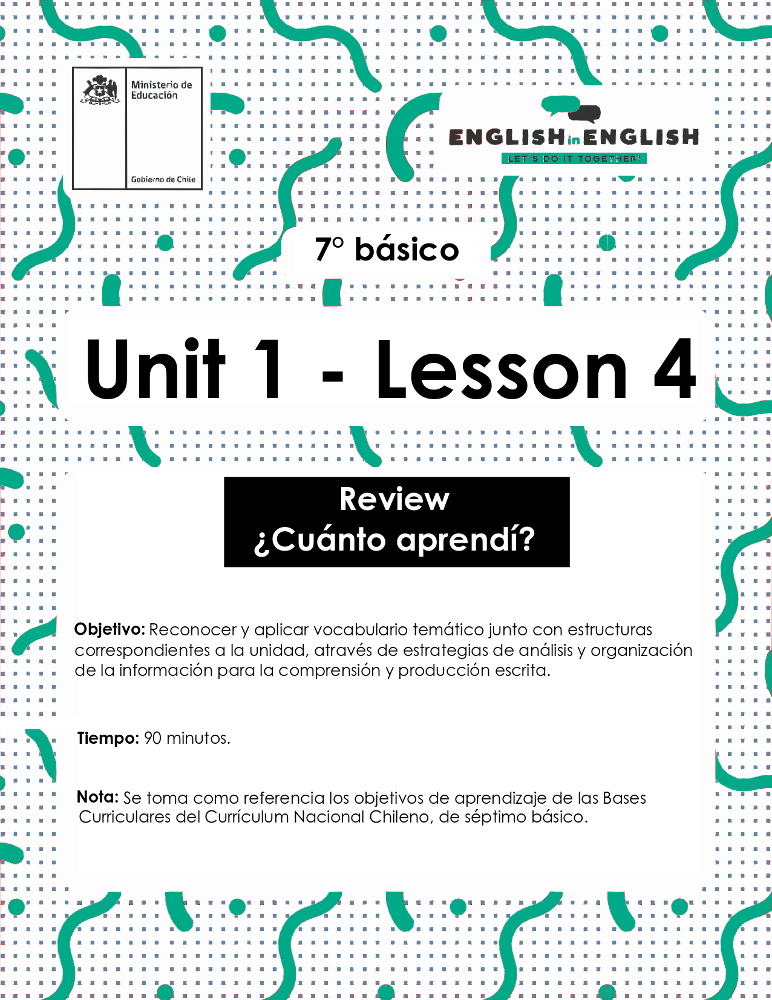 Ministerio de
Educación
Gobierno de Chile
ENGLISH in ENGLISH
LET'S DO IT TOGETHER!
7° básico
Unit 1 - Lesson 4
Review
¿Cuánto aprendí?
Objetivo: Reconocer y aplicar vocabulario temático junto con estructuras
correspondientes a la unidad, através de estrategias de análisis y organización
de la información para la comprensión y producción escrita.
Tiempo: 90 minutos.
Nota: Se toma como referencia los objetivos de aprendizaje de las Bases
Curriculares del Currículum Nacional Chileno, de séptimo básico.